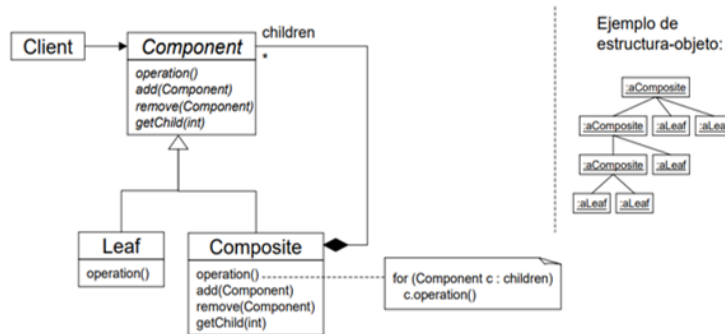 Client
Component
operation()
add(Component)
remove(Component)
getChild(int)
children
*
Leaf
operation()
Composite
operation()
add(Component)
remove(Component)
getChild(int)
for (Component c : children)
c.operation()
Ejemplo de
estructura-objeto:
:aComposite
:aComposite :aLeaf :aLea
:aComposite :aLeaf
:aLeaf :aLeaf